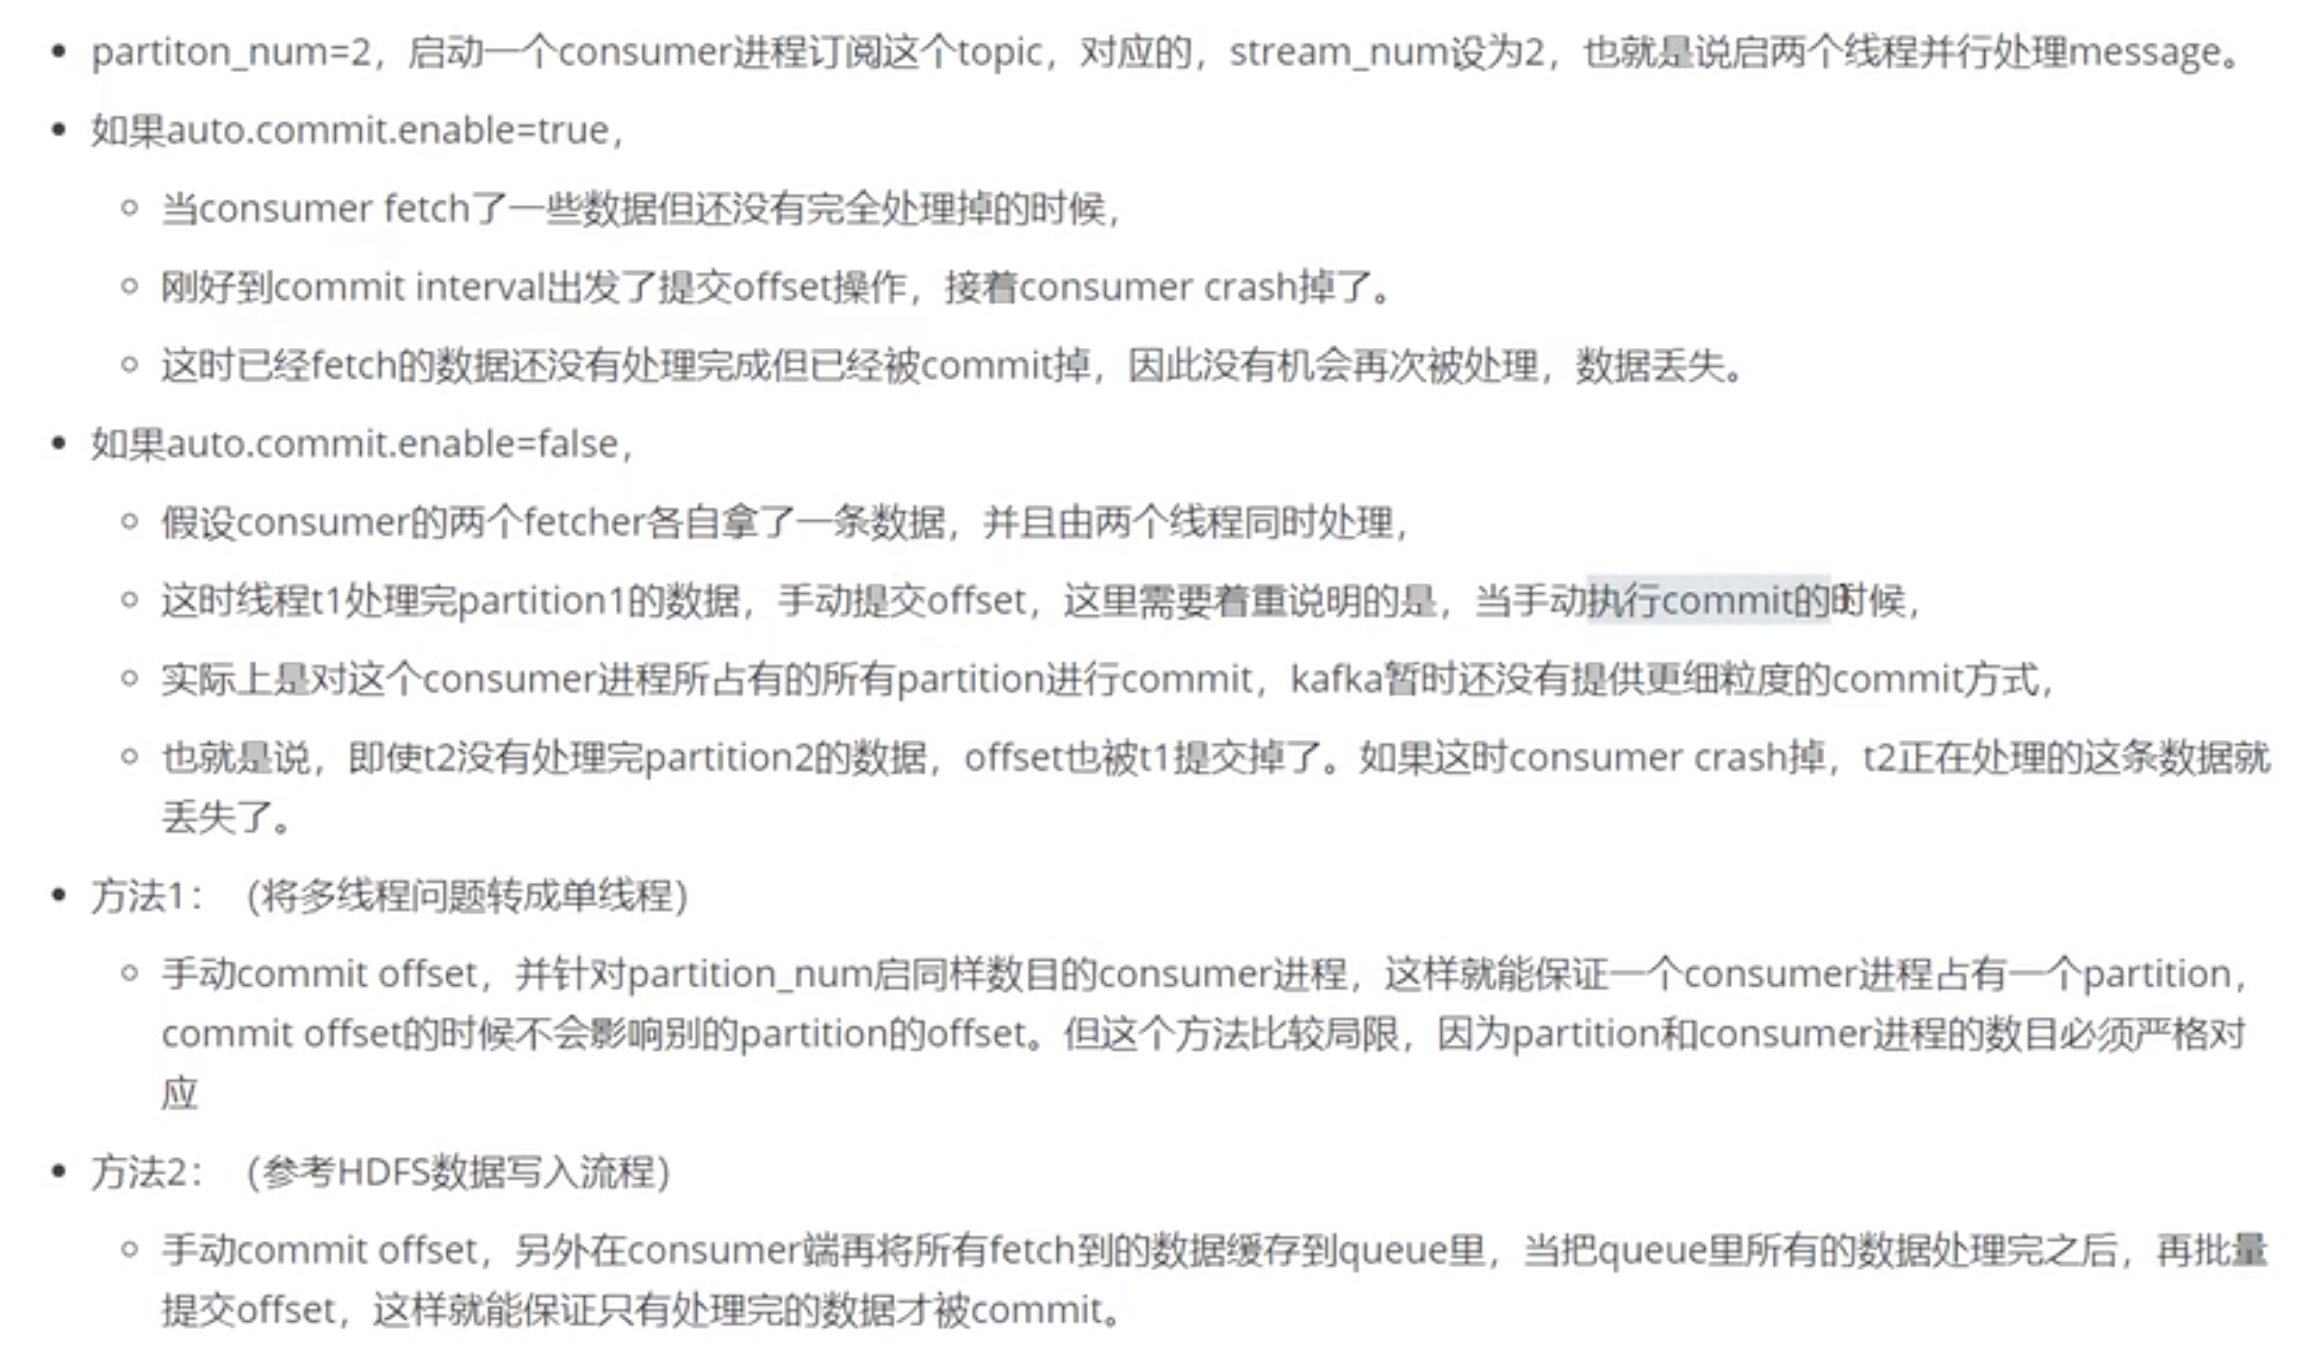 partiton_num=2，启动一个consumer进程订阅这个topic，对应的，stream_num设为2，也就是说启两个线程并行处理message。
如果auto.commit.enable=true，
当consumer fetch了一些数据但还没有完全处理掉的时候，
刚好到commit interval出发了提交offset操作，接着consumer crash掉了。
这时已经fetch的数据还没有处理完成但已经被commit掉，因此没有机会再次被处理，数据丢失。
如果auto.commit.enable=false，
假设consumer的两个fetcher各自拿了一条数据，并且由两个线程同时处理，
这时线程t1处理完partition1的数据，手动提交offset，这里需要着重说明的是，当手动执行commit的时候，
实际上是对这个consumer进程所占有的所有partition进行commit，kafka暂时还没有提供更细粒度的commit方式，
也就是说，即使t2没有处理完partition2的数据，offset也被t1提交掉了。如果这时consumer crash掉，t2正在处理的这条数据就
丢失了。
方法1：（将多线程问题转成单线程）
手动commit offset，并针对partition_num启同样数目的consumer进程，这样就能保证一个consumer进程占有一个partition，
commit offset的时候不会影响别的partition的offset。但这个方法比较局限，因为partition和consumer进程的数目必须严格对
应
方法2：（参考HDFS数据写入流程）
手动commit offset，另外在consumer端再将所有fetch到的数据缓存到queue里，当把queue里所有的数据处理完之后，再批量
提交offset，这样就能保证只有处理完的数据才被commit。